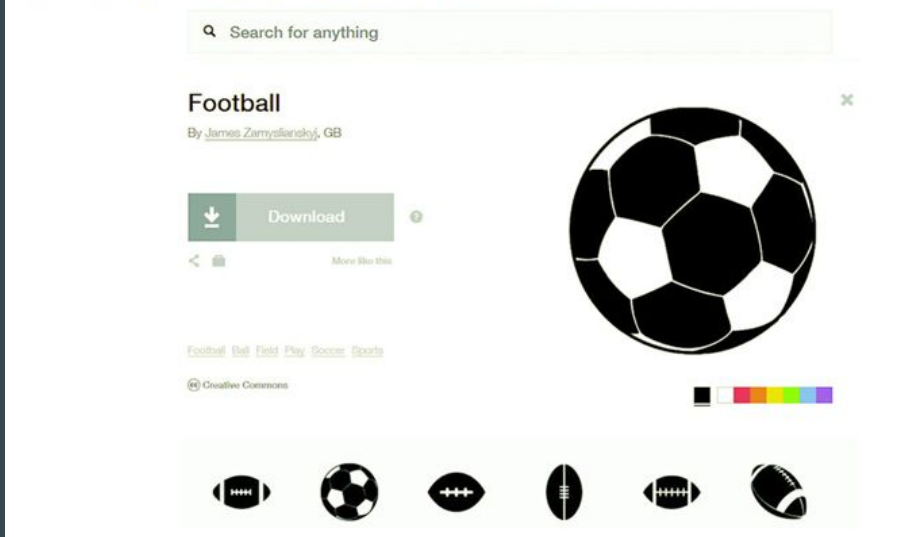 Search for anything
Football
By James Zamyslianskyj, GB
Download
More like this
Football Ball Field Play Soccer Sports
Creative Commons